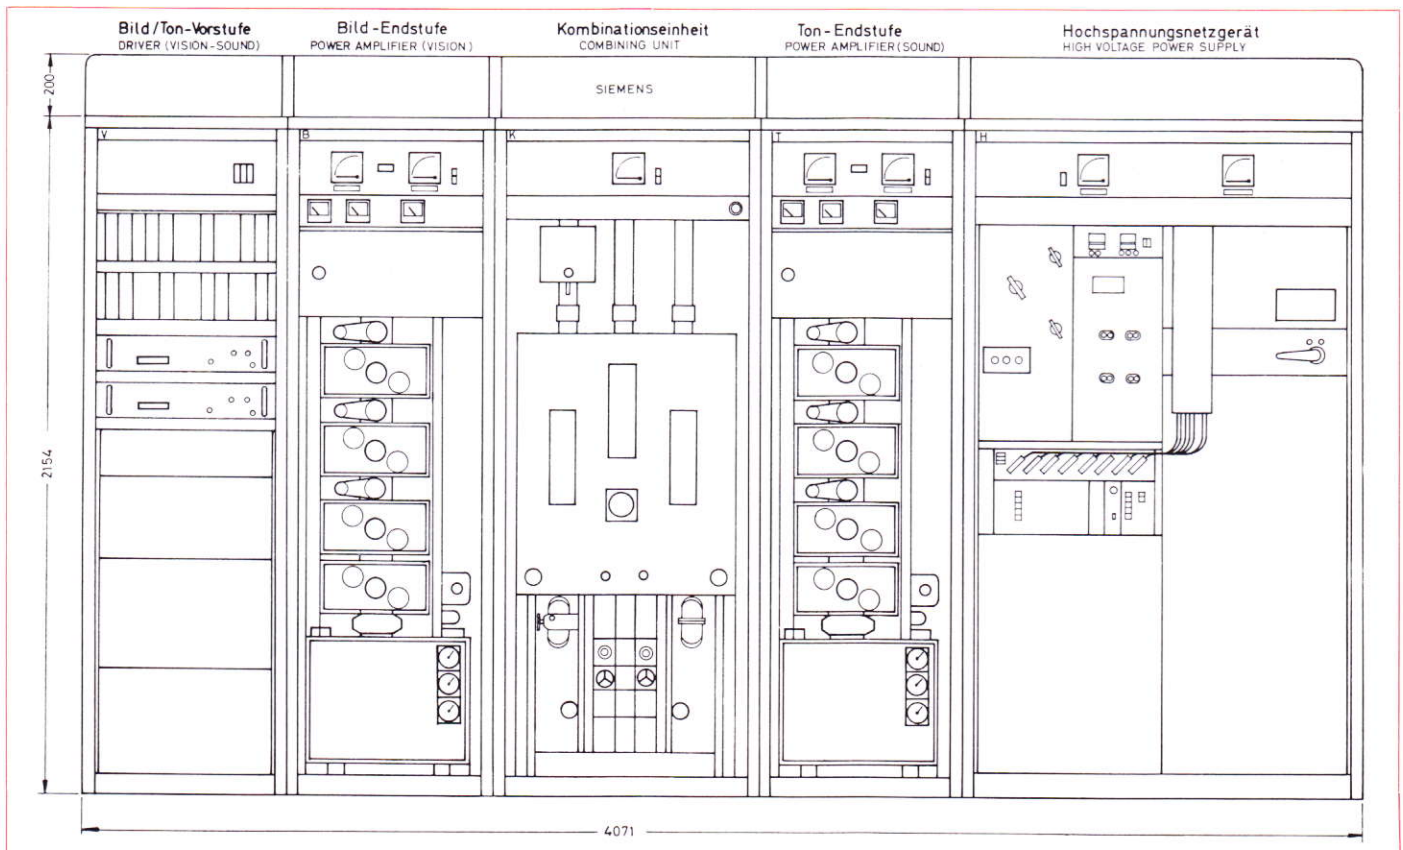 Bild/Ton-Vorstufe
DRIVER (VISION-SOUND)
Bild-Endstufe
POWER AMPLIFIER (VISION)
Kombinationseinheit
COMBINING UNIT
Ton-Endstufe
POWER AMPLIFIER (SOUND)
Hochspannungsnetzgerät
HIGH VOLTAGE POWER SUPPLY
200
SIEMENS
V
B
K
T
H
2154
4071